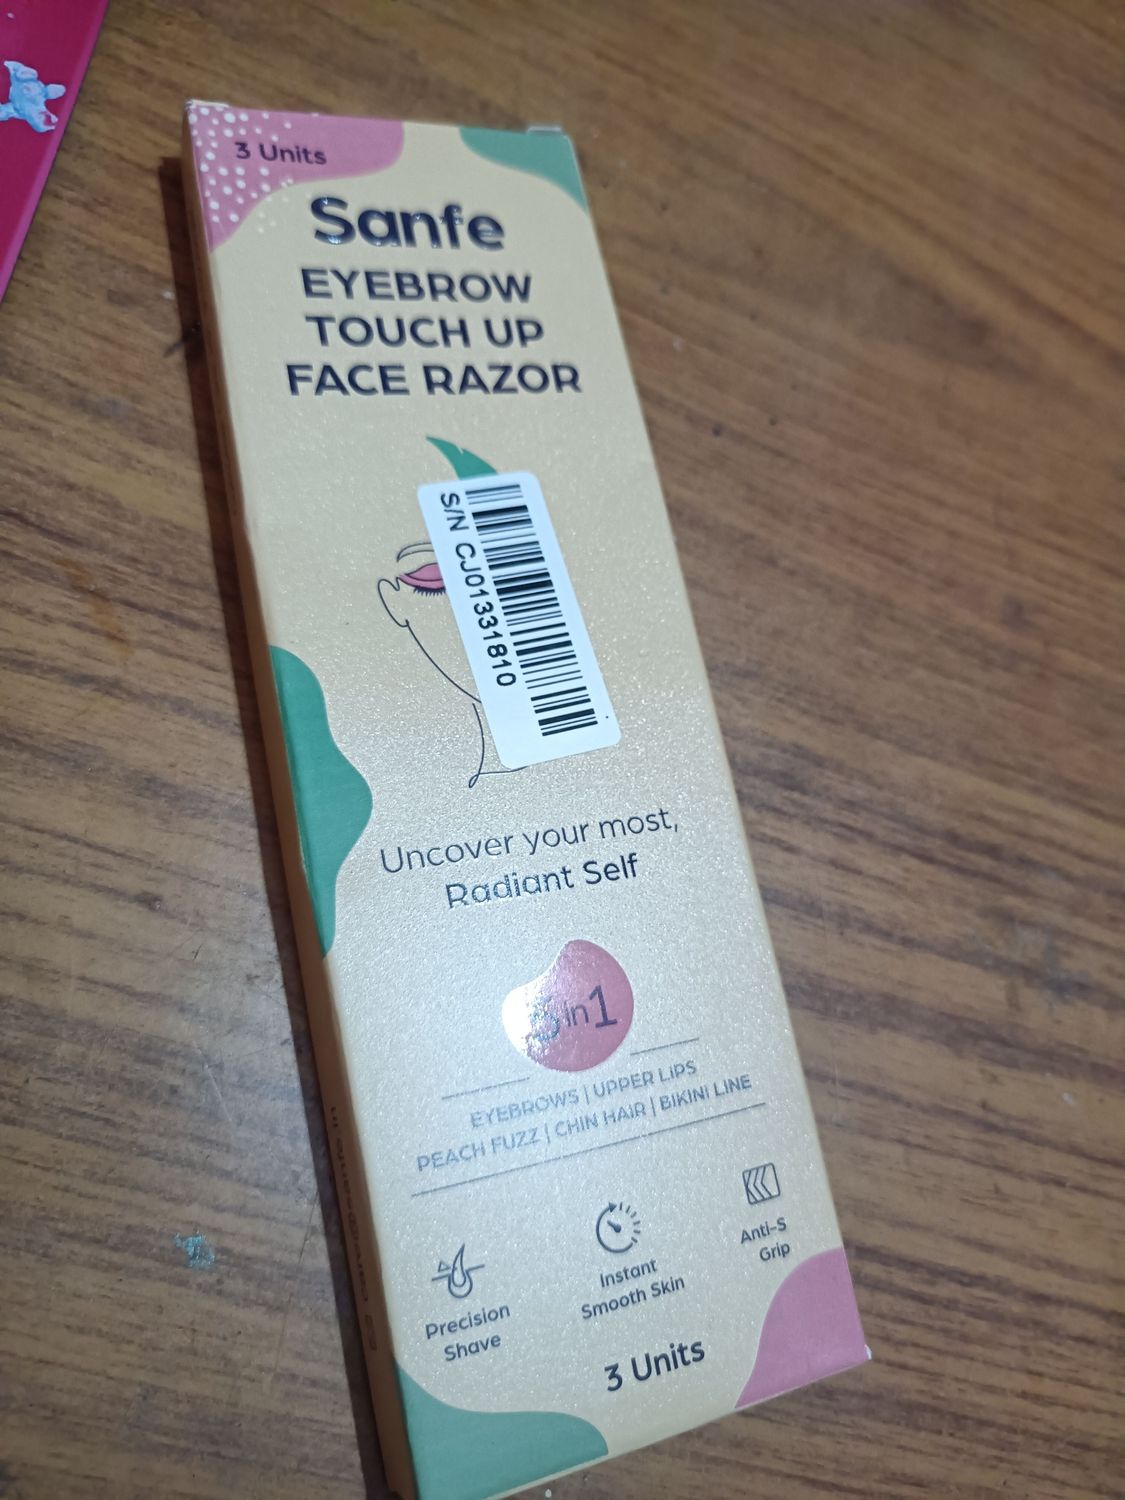 3 Units
Sanfe
EYEBROW
TOUCH UP
FACE RAZOR
S/N CJ01331810
Uncover your most,
Radiant Self
5 in 1
EYEBROWS | UPPER LIPS
PEACH FUZZ | CHIN HAIR | BIKINI LINE
Precision
Shave
Instant
Smooth Skin
Anti-S
Grip
3 Units